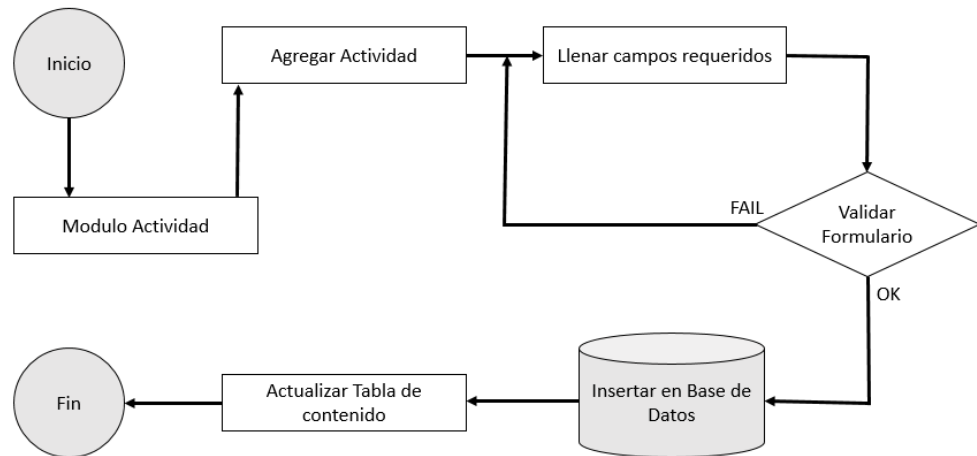 Inicio
Agregar Actividad
Llenar campos requeridos
Modulo Actividad
FAIL
Validar
Formulario
OK
Insertar en Base de
Datos
Actualizar Tabla de
contenido
Fin